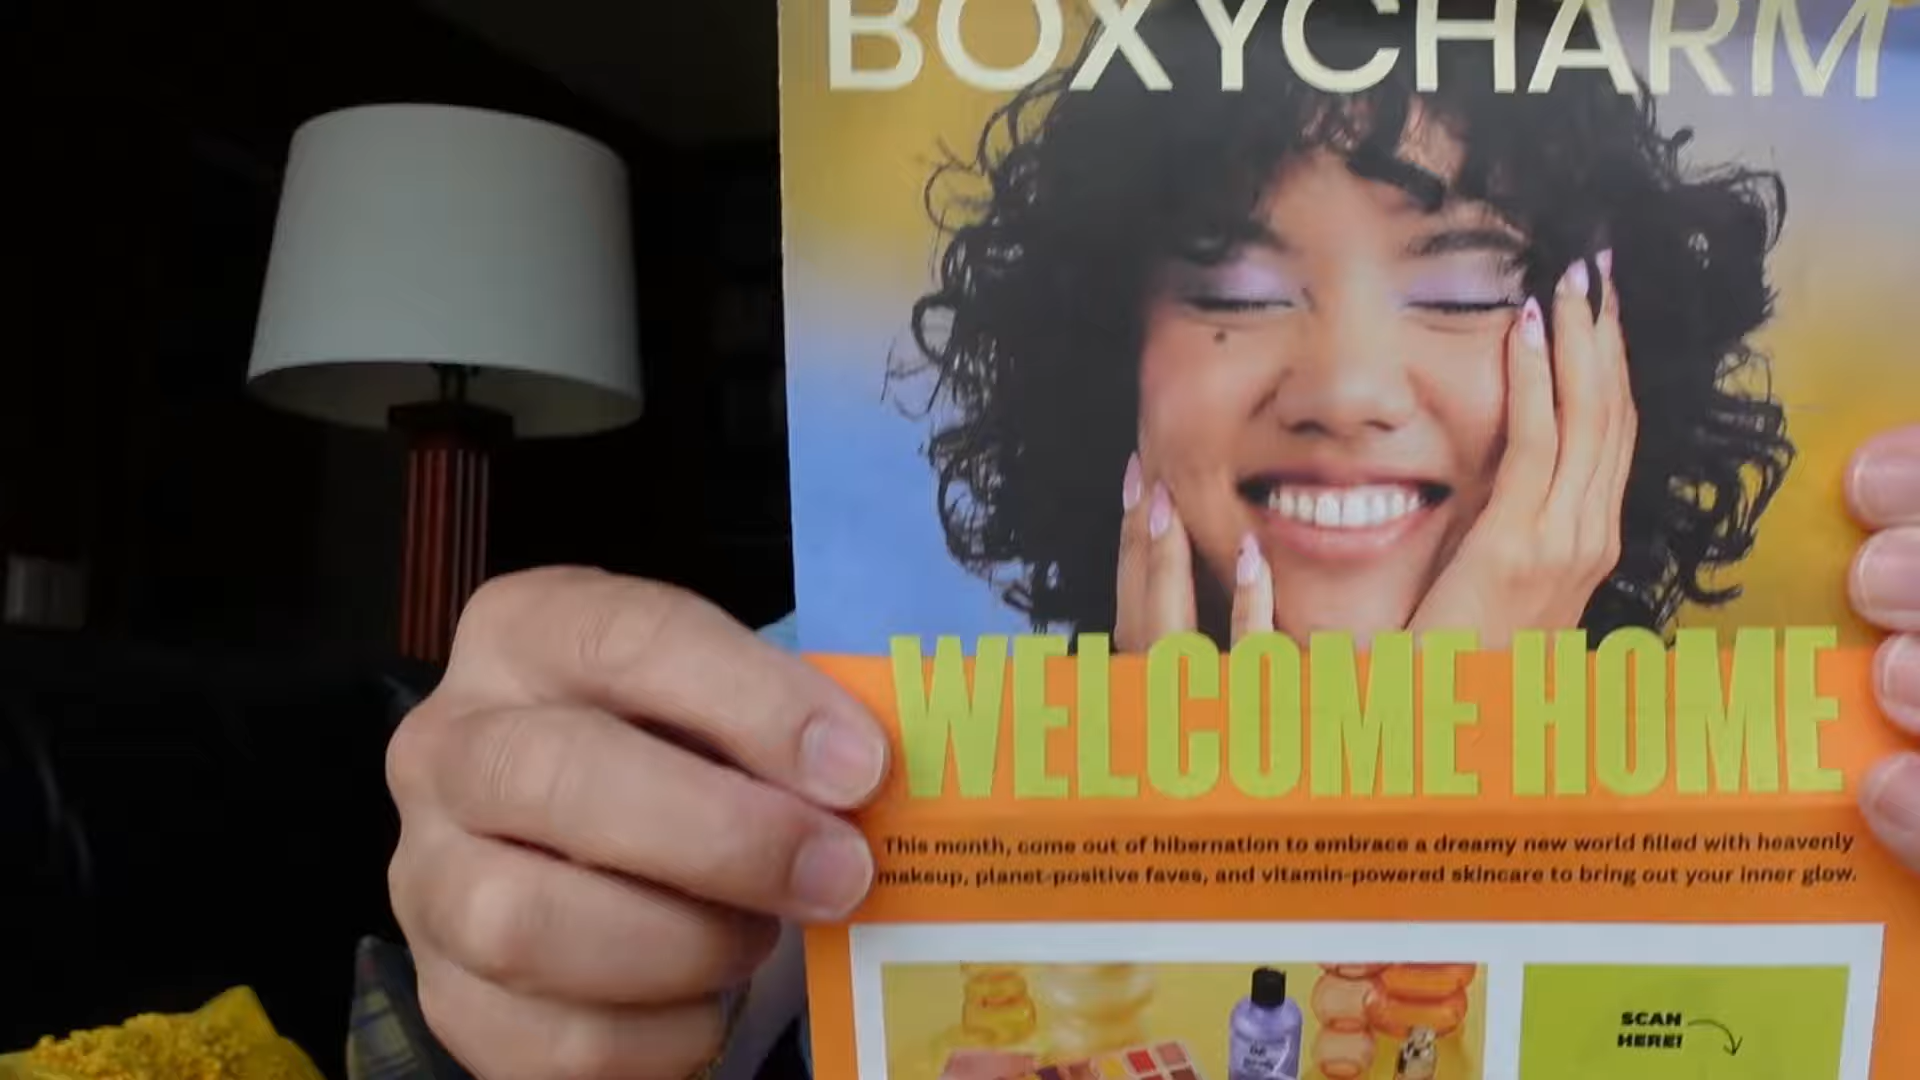 BOXYCHARM
WELCOME HOME
This month, come out of hibernation to embrace a dreamy new world filled with heavenly
makeup, planet-positive faves, and vitamin-powered skincare to bring out your inner glow.
SCAN
HERE!